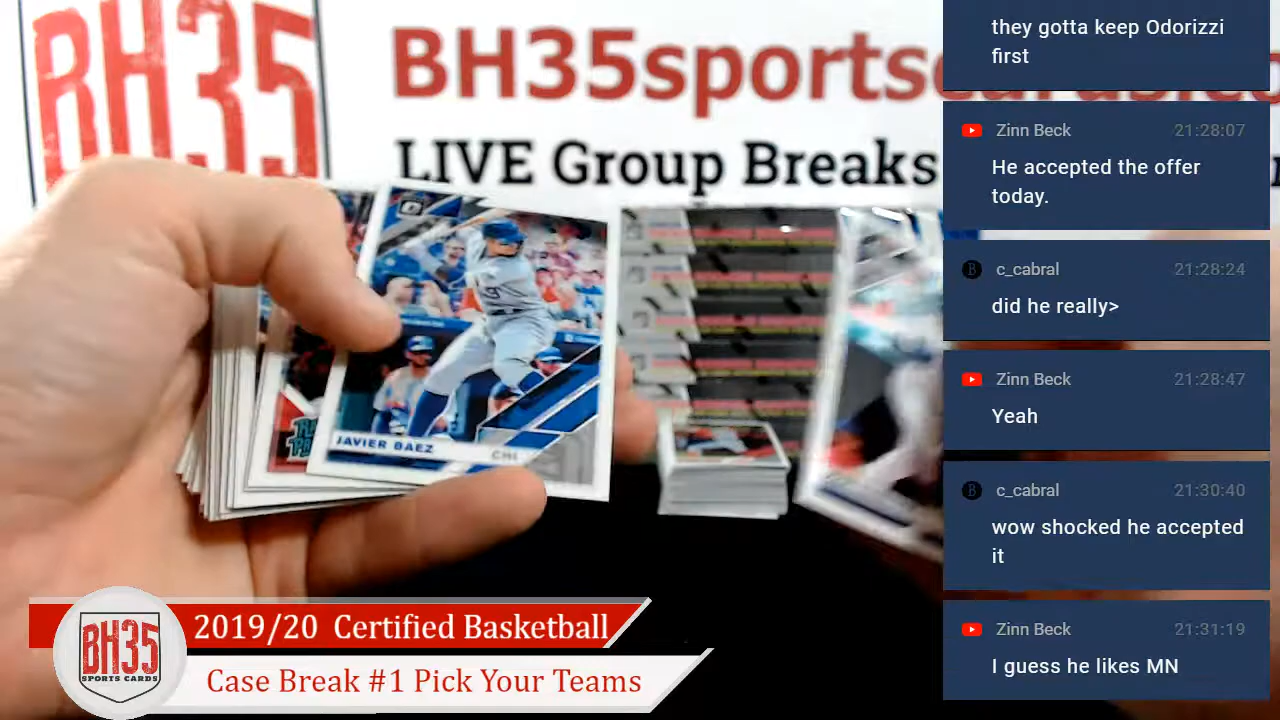 BH35
BH35sportsc
LIVE Group Breaks
JAVIER BAEZ
CHI
they gotta keep Odorizzi
first
Zinn Beck 21:28:07
He accepted the offer
today.
c_cabral 21:28:24
did he really>
Zinn Beck 21:28:47
Yeah
c_cabral 21:30:40
wow shocked he accepted
it
Zinn Beck 21:31:19
I guess he likes MN
BH35
SPORTS CARDS
2019/20 Certified Basketball
Case Break #1 Pick Your Teams